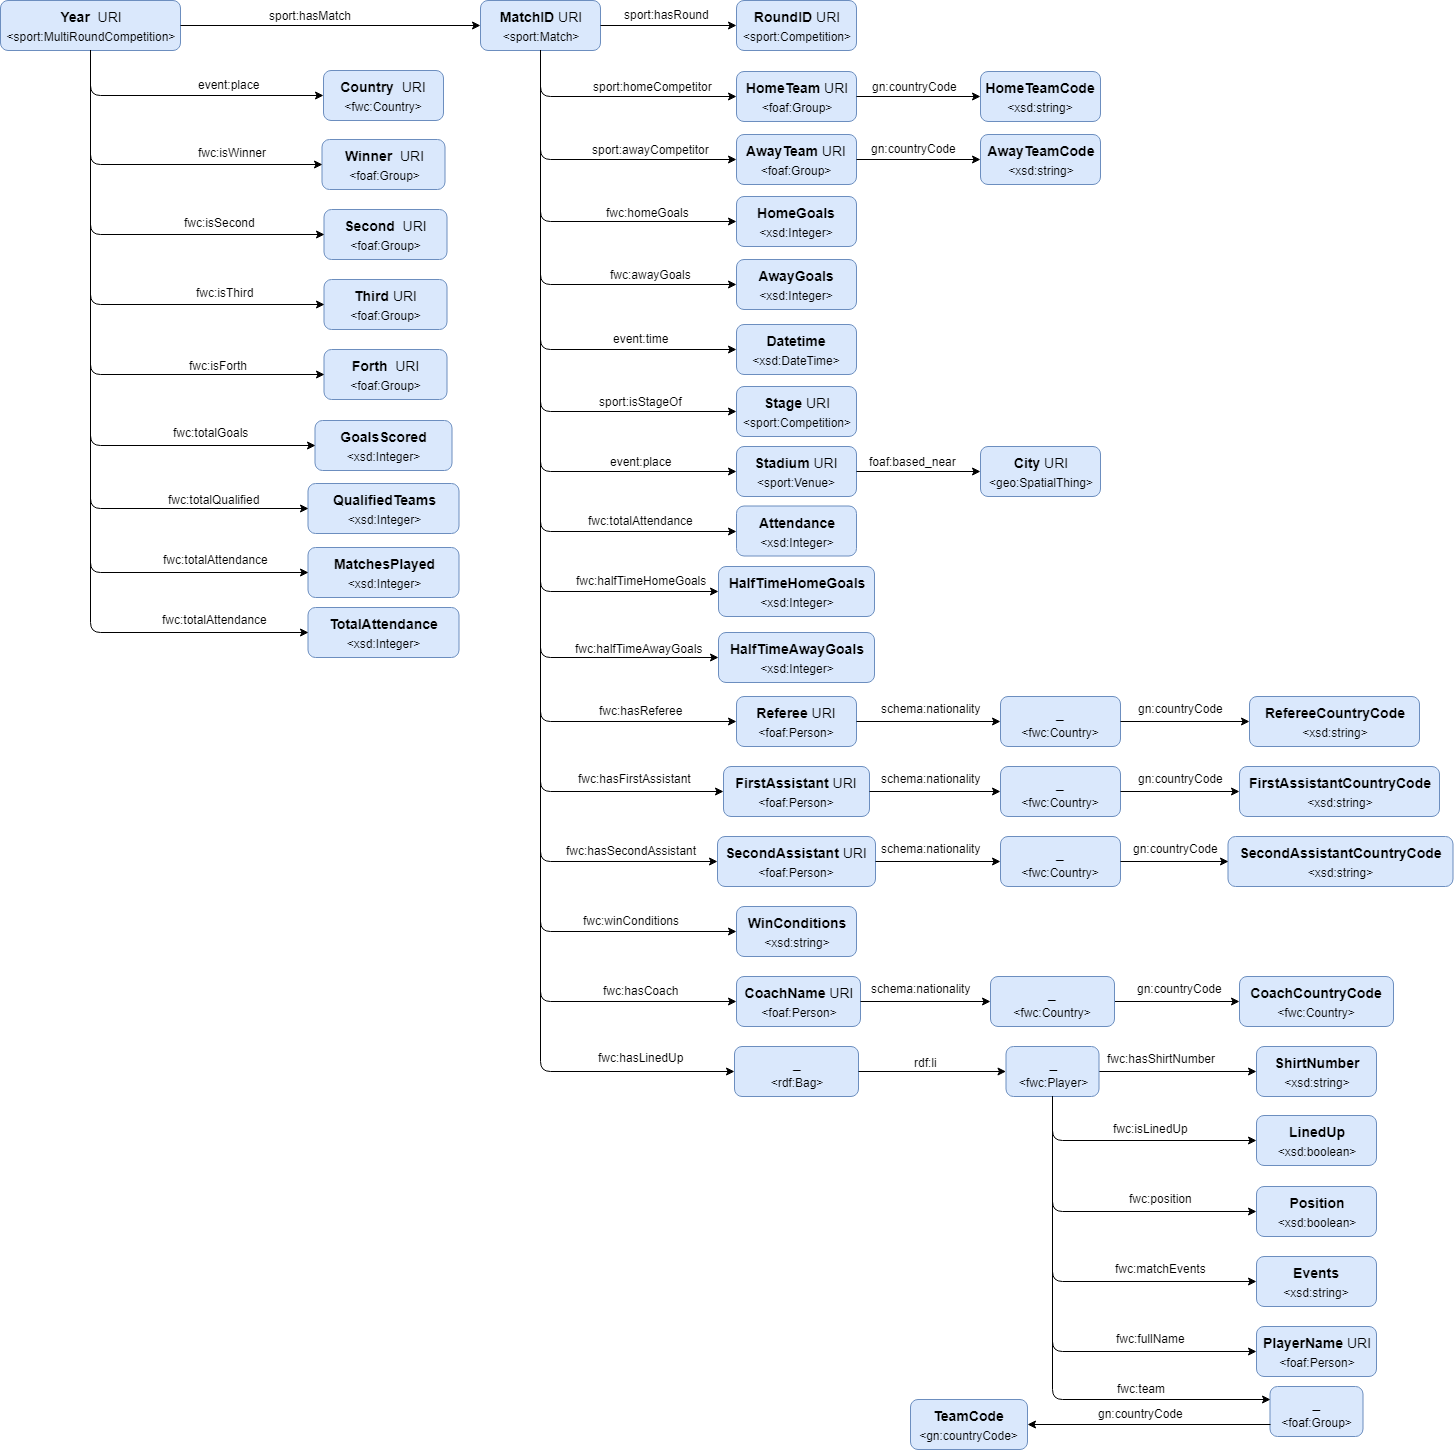 Year URI
<sport:MultiRoundCompetition>
sport:hasMatch
MatchID URI
<sport:Match>
sport:hasRound
RoundID URI
<sport:Competition>
event:place
Country URI
<fwc:Country>
fwc:isWinner
Winner URI
<foaf:Group>
fwc:isSecond
Second URI
<foaf:Group>
fwc:isThird
Third URI
<foaf:Group>
fwc:isForth
Forth URI
<foaf:Group>
fwc:totalGoals
GoalsScored
<xsd:Integer>
fwc:totalQualified
QualifiedTeams
<xsd:Integer>
fwc:totalAttendance
MatchesPlayed
<xsd:Integer>
fwc:totalAttendance
TotalAttendance
<xsd:Integer>
sport:homeCompetitor
HomeTeam URI
<foaf:Group>
gn:countryCode
HomeTeamCode
<xsd:string>
sport:awayCompetitor
AwayTeam URI
<foaf:Group>
gn:countryCode
AwayTeamCode
<xsd:string>
fwc:homeGoals
HomeGoals
<xsd:Integer>
fwc:awayGoals
AwayGoals
<xsd:Integer>
event:time
Datetime
<xsd:DateTime>
sport:isStageOf
Stage URI
<sport:Competition>
event:place
Stadium URI
<sport:Venue>
foaf:based_near
City URI
<geo:SpatialThing>
fwc:totalAttendance
Attendance
<xsd:Integer>
fwc:halfTimeHomeGoals
HalfTimeHomeGoals
<xsd:Integer>
fwc:halfTimeAwayGoals
HalfTimeAwayGoals
<xsd:Integer>
fwc:hasReferee
Referee URI
<foaf:Person>
schema:nationality
_
<fwc:Country>
gn:countryCode
RefereeCountryCode
<xsd:string>
fwc:hasFirstAssistant
FirstAssistant URI
<foaf:Person>
schema:nationality
_
<fwc:Country>
gn:countryCode
FirstAssistantCountryCode
<xsd:string>
fwc:hasSecondAssistant
SecondAssistant URI
<foaf:Person>
schema:nationality
_
<fwc:Country>
gn:countryCode
SecondAssistantCountryCode
<xsd:string>
fwc:winConditions
WinConditions
<xsd:string>
fwc:hasCoach
CoachName URI
<foaf:Person>
schema:nationality
_
<fwc:Country>
gn:countryCode
CoachCountryCode
<fwc:Country>
fwc:hasLinedUp
_
<rdf:Bag>
rdf:li
_
<fwc:Player>
fwc:hasShirtNumber
ShirtNumber
<xsd:string>
fwc:isLinedUp
LinedUp
<xsd:boolean>
fwc:position
Position
<xsd:boolean>
fwc:matchEvents
Events
<xsd:string>
fwc:fullName
PlayerName URI
<foaf:Person>
fwc:team
_
<foaf:Group>
gn:countryCode
TeamCode
<gn:countryCode>